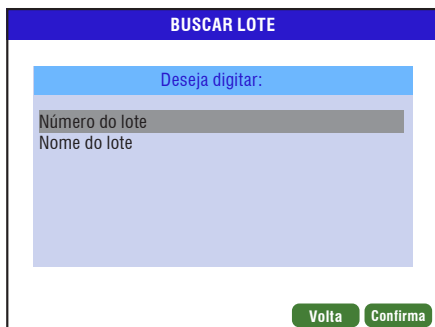 BUSCAR LOTE
Deseja digitar:
Número do lote
Nome do lote
Volta Confirma